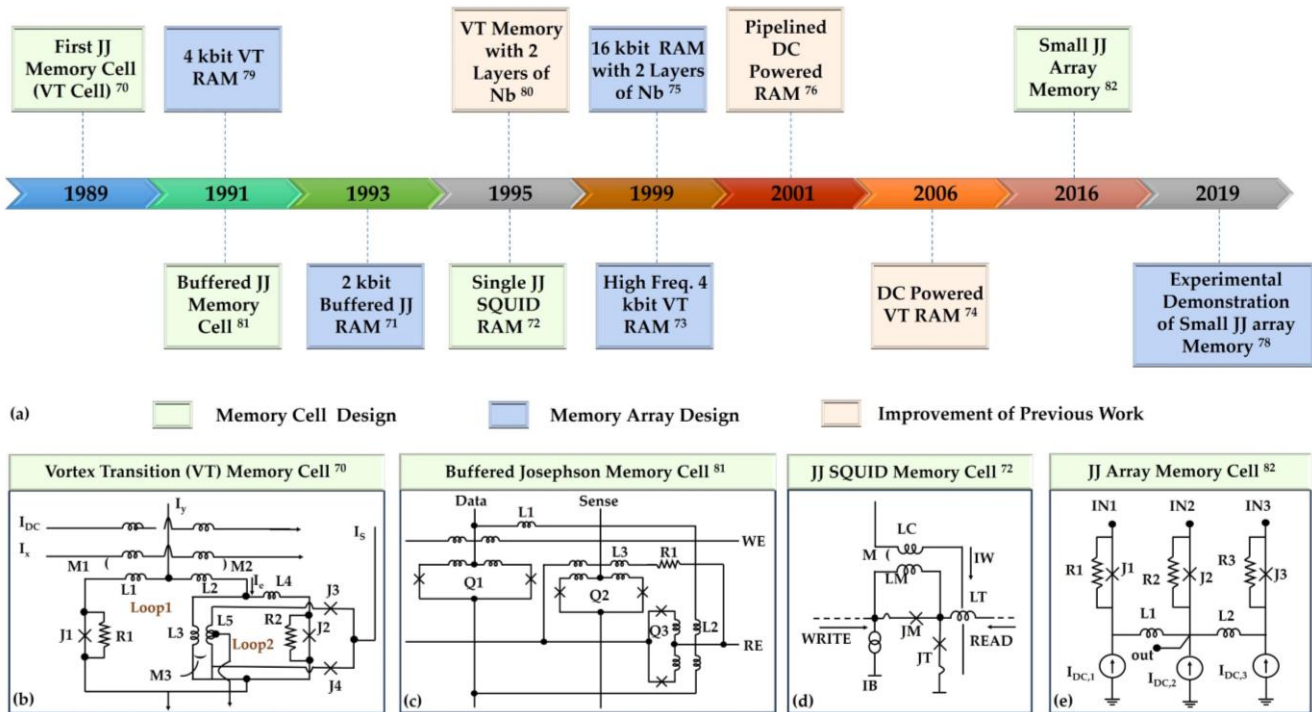 First JJ
Memory Cell
(VT Cell) 70
4 kbit VT
RAM 79
VT Memory
with 2
Layers of
Nb 80
16 kbit RAM
with 2 Layers
of Nb 75
Pipelined
DC
Powered
RAM 76
Small JJ
Array
Memory 82
1989
1991
1993
1995
1999
2001
2006
2016
2019
Buffered JJ
Memory
Cell 81
2 kbit
Buffered JJ
RAM 71
Single JJ
SQUID
RAM 72
High Freq. 4
kbit VT
RAM 73
DC Powered
VT RAM 74
Experimental
Demonstration
of Small JJ array
Memory 78
(a)
Memory Cell Design
Memory Array Design
Improvement of Previous Work
Vortex Transition (VT) Memory Cell 70
I_y
I_DC
I_S
I_x
M1
M2
L1
L2
I_e
L4
J3
Loop1
L5
R2
J1
R1
L3
Loop2
J2
M3
J4
(b)
Buffered Josephson Memory Cell 81
Data
Sense
L1
WE
L3
R1
Q1
Q2
Q3
L2
RE
(c)
JJ SQUID Memory Cell 72
LC
M
IW
LM
LT
JM
WRITE
READ
JT
IB
(d)
JJ Array Memory Cell 82
IN1
IN2
IN3
R1
J1
R2
J2
R3
J3
L1
L2
out
I_DC,1
I_DC,2
I_DC,3
(e)